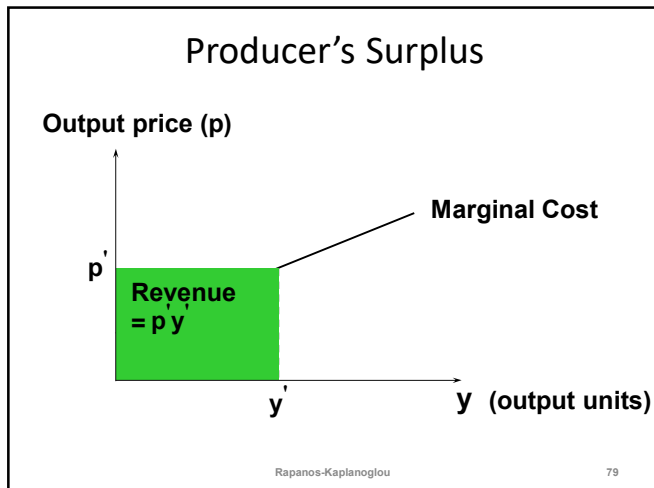 Producer’s Surplus
Output price (p)
Marginal Cost
p'
Revenue
= p'y'
y'
y (output units)
Rapanos-Kaplanoglou
79